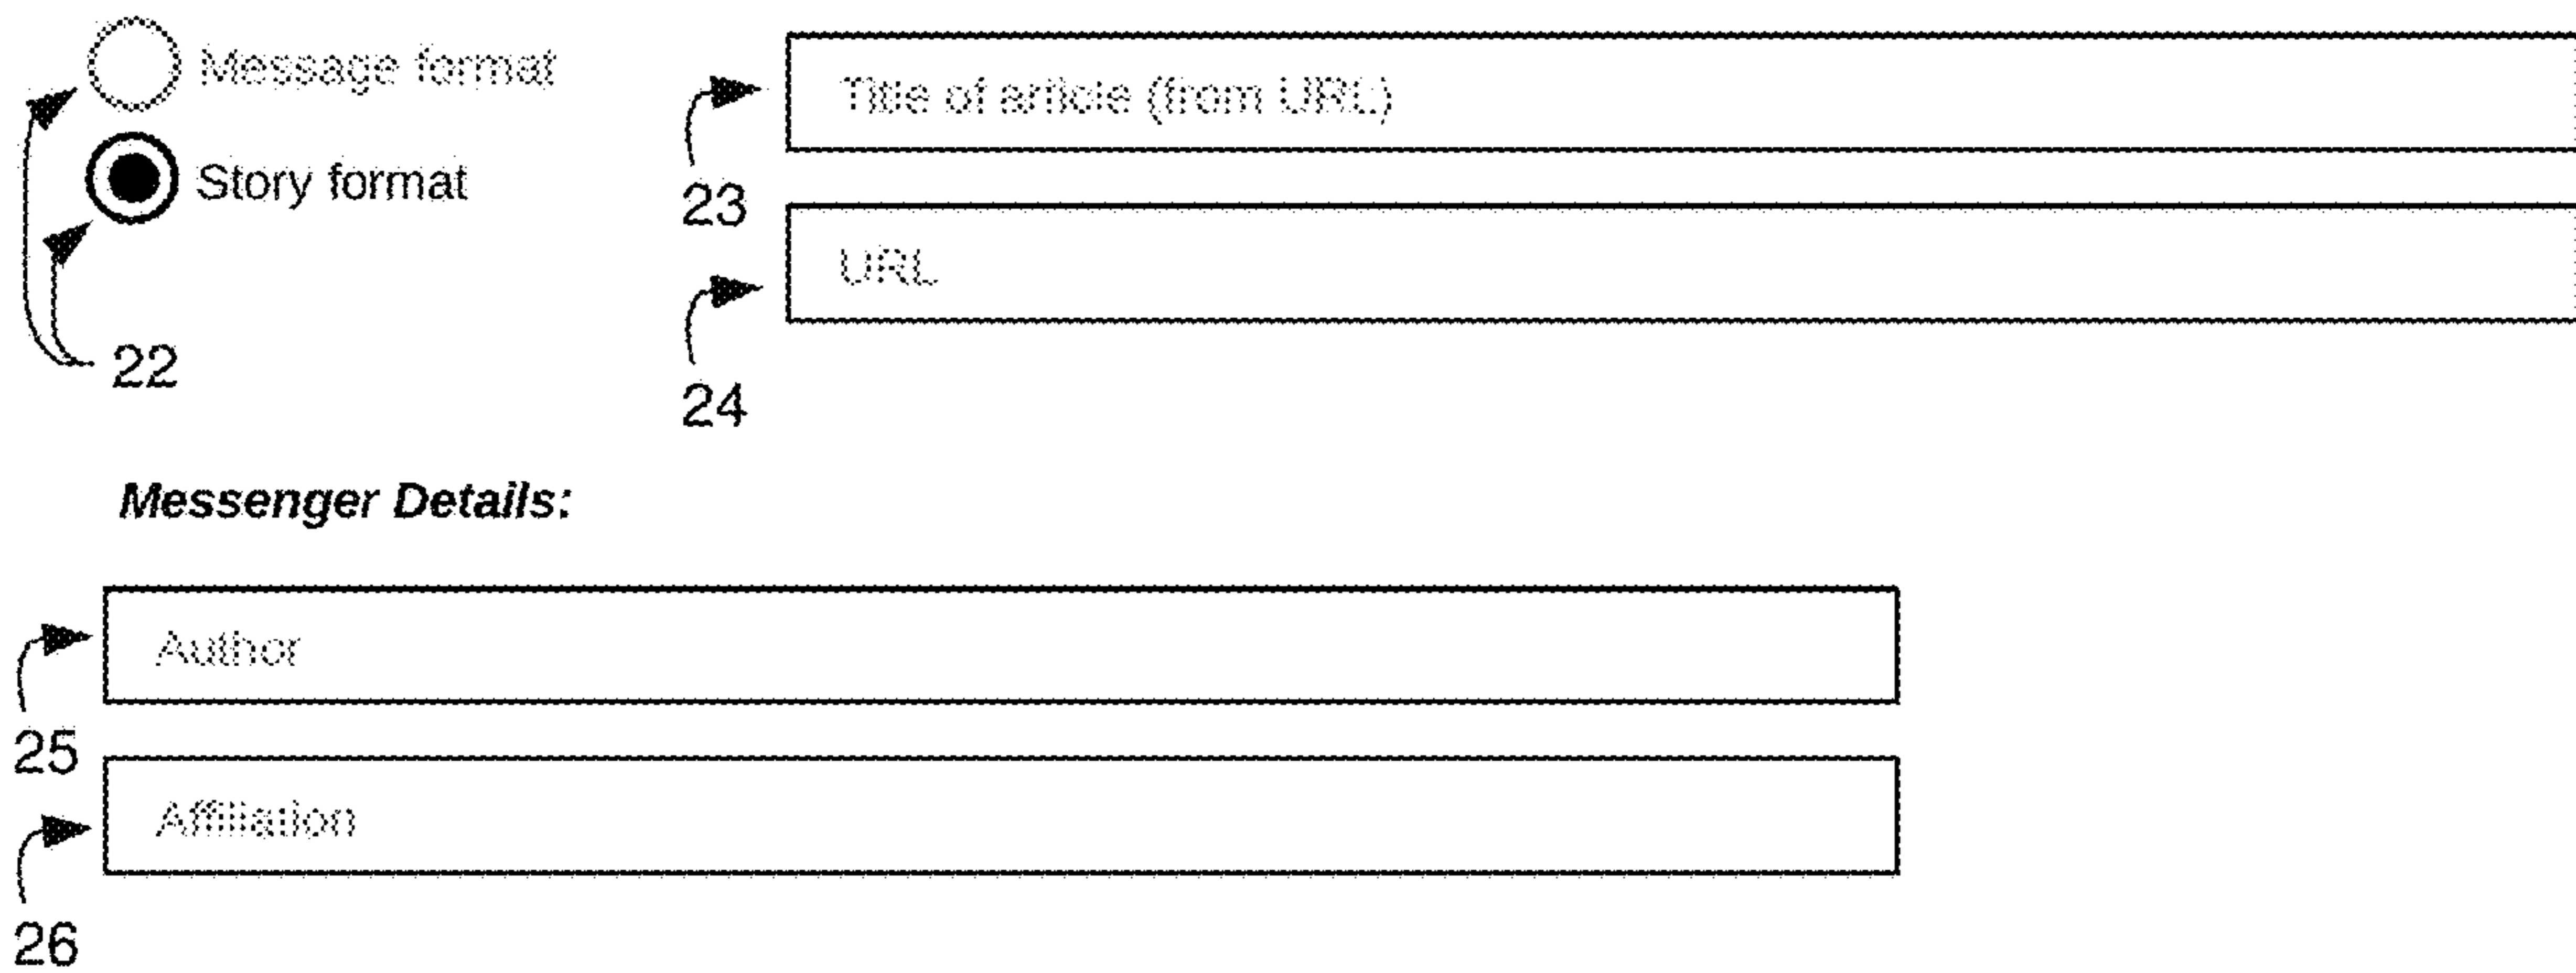 Message format
Story format
22
Title of article (from URL)
23
URL
24
Messenger Details:
Author
25
Affiliation
26